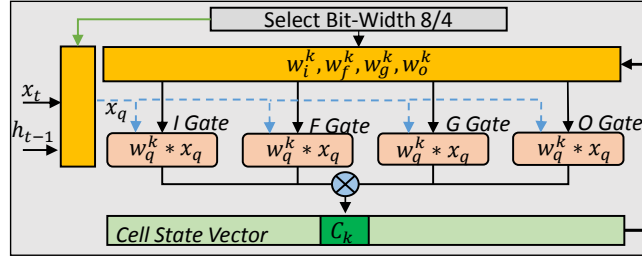 Select Bit-Width 8/4
w_i^k, w_f^k, w_g^k, w_o^k
x_t
x_q
h_{t-1}
I Gate
F Gate
G Gate
O Gate
w_q^k * x_q
w_q^k * x_q
w_q^k * x_q
w_q^k * x_q
Cell State Vector
C_k